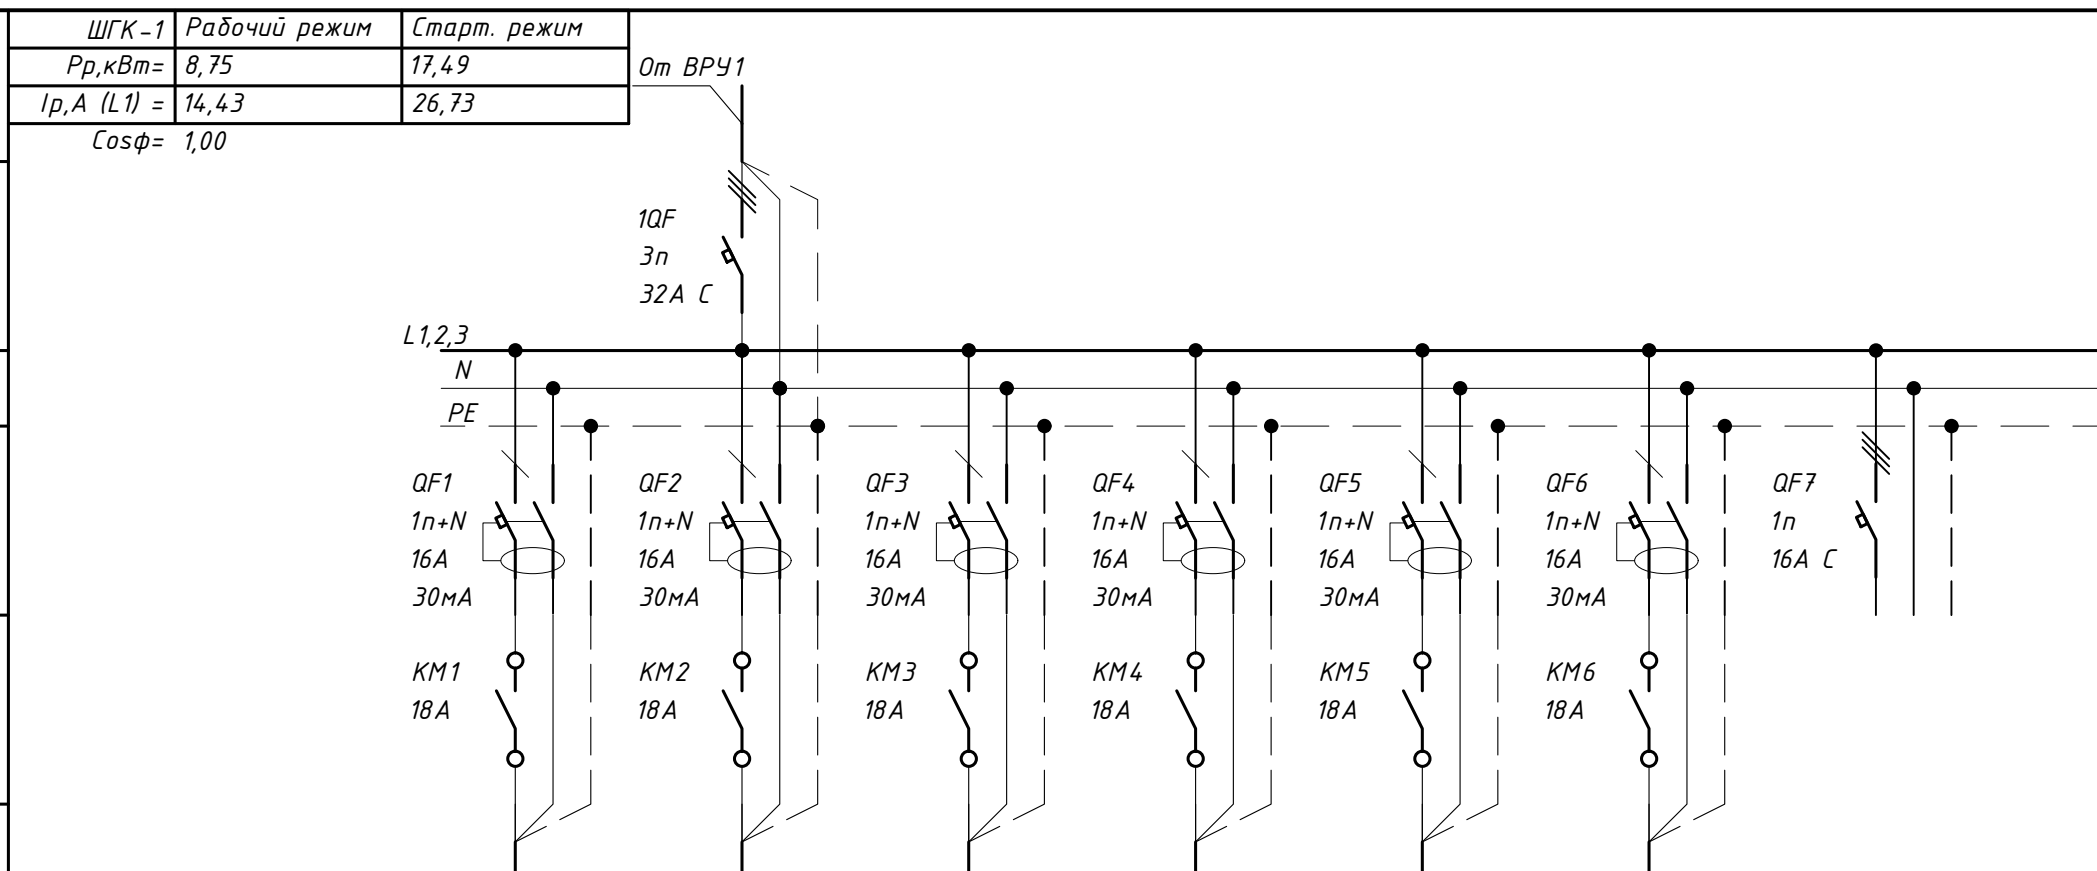 ШГК-1 Рабочий режим Старт. режим
Рр,кВт= 8,75 17,49
Iр,А (L1) = 14,43 26,73
Cosφ= 1,00
От ВРУ1
1QF
3п
32А С
L1,2,3
N
PE
QF1 QF2 QF3 QF4 QF5 QF6 QF7
1п+N 1п+N 1п+N 1п+N 1п+N 1п+N 1п
16А 16А 16А 16А 16А 16А 16А С
30мА 30мА 30мА 30мА 30мА 30мА
КМ1 КМ2 КМ3 КМ4 КМ5 КМ6
18А 18А 18А 18А 18А 18А